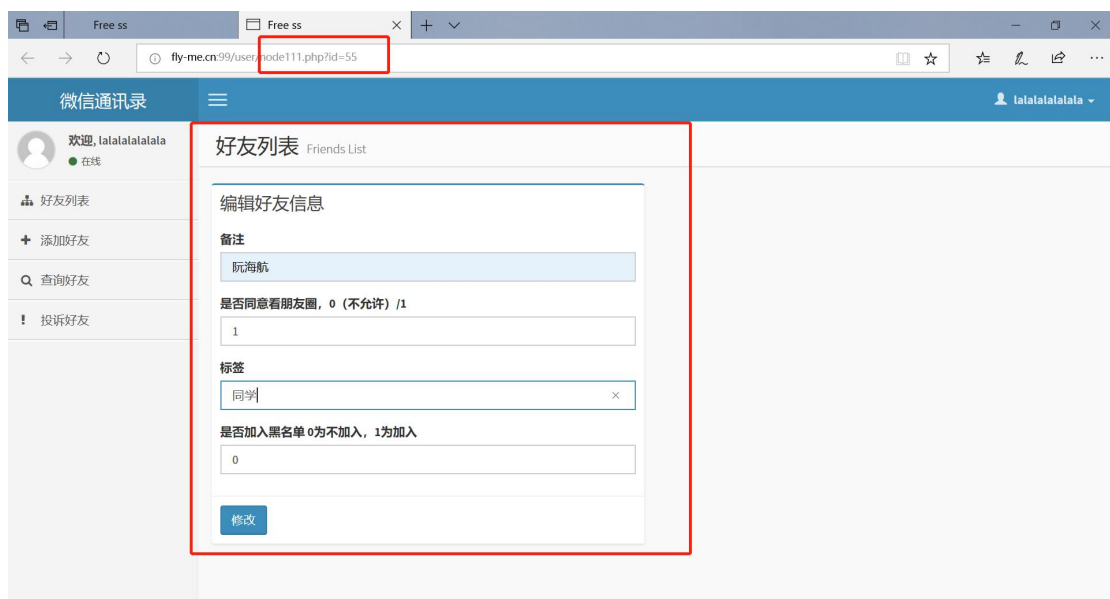 Free ss
Free ss
fly-me.cn:99/user/node111.php?id=55
微信通讯录
lalalalalalala
欢迎, lalalalalalala
在线
好友列表 Friends List
好友列表
添加好友
查询好友
投诉好友
编辑好友信息
备注
阮海航
是否同意看朋友圈，0（不允许）/1
1
标签
同学
是否加入黑名单 0为不加入，1为加入
0
修改